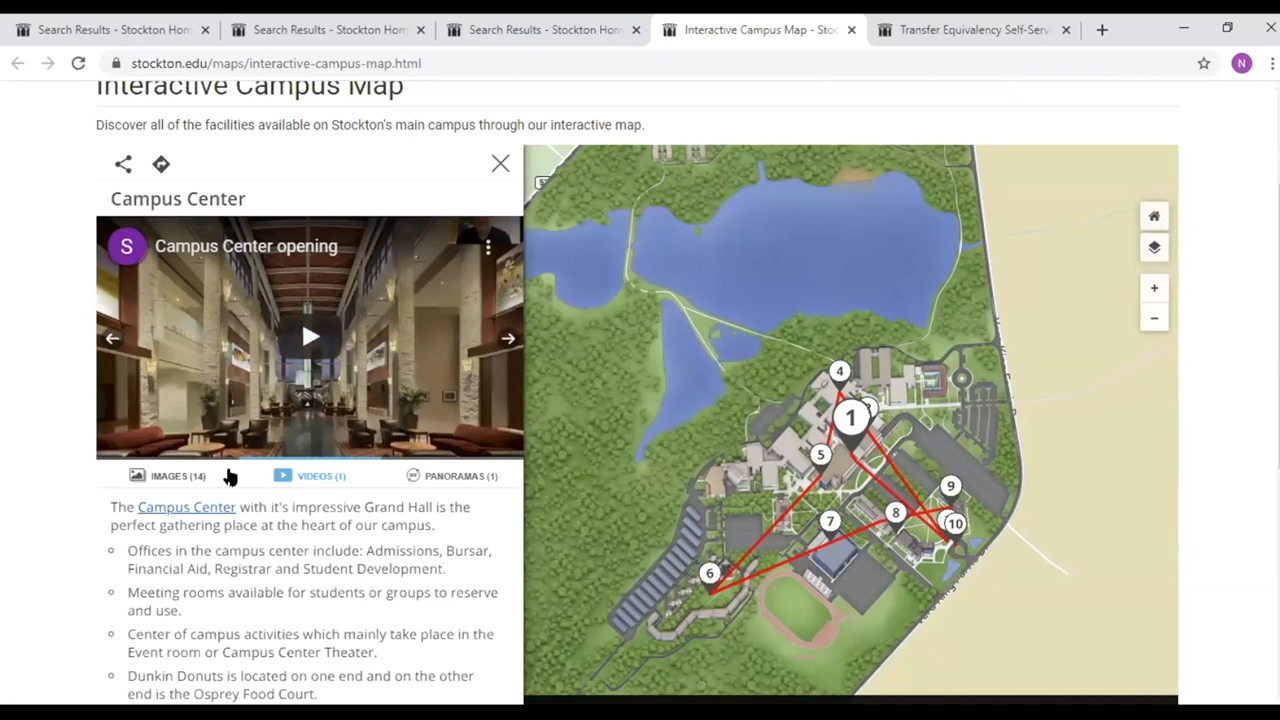 Search Results - Stockton Hom
Search Results - Stockton Hom
Search Results - Stockton Hom
Interactive Campus Map - Stoc
Transfer Equivalency Self-Servi
stockton.edu/maps/interactive-campus-map.html
N
Interactive Campus Map
Discover all of the facilities available on Stockton's main campus through our interactive map.
Campus Center
S
Campus Center opening
IMAGES (14)
VIDEOS (1)
PANORAMAS (1)
The Campus Center with it's impressive Grand Hall is the
perfect gathering place at the heart of our campus.
Offices in the campus center include: Admissions, Bursar,
Financial Aid, Registrar and Student Development.
Meeting rooms available for students or groups to reserve
and use.
Center of campus activities which mainly take place in the
Event room or Campus Center Theater.
Dunkin Donuts is located on one end and on the other
end is the Osprey Food Court.
4
1
5
9
8
10
7
6
+
−